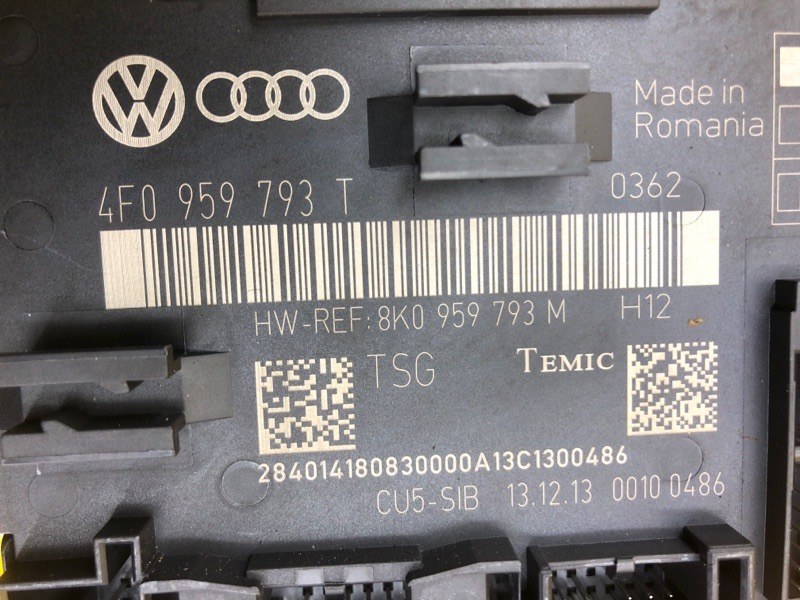 Made in
Romania
4F0 959 793 T 0362
HW-REF: 8K0 959 793 M H12
TSG TEMIC
284014180830000A13C1300486
CU5-SIB 13.12.13 0010 0486